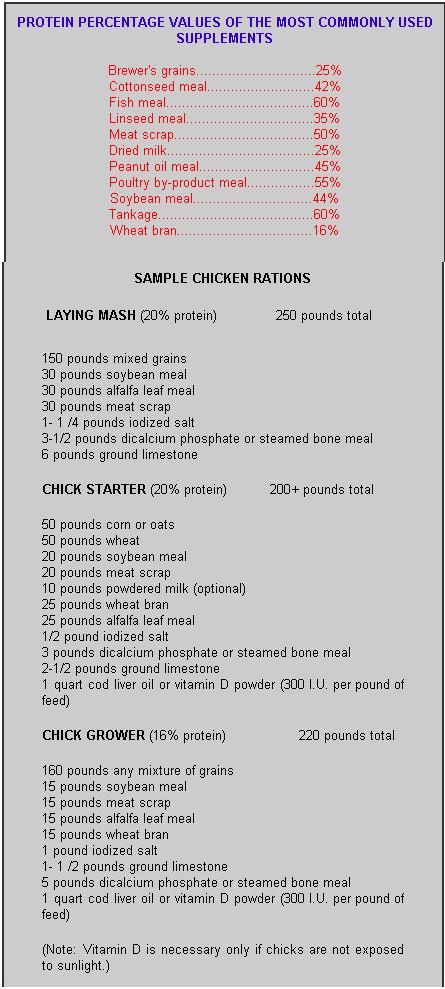 PROTEIN PERCENTAGE VALUES OF THE MOST COMMONLY USED
SUPPLEMENTS
Brewer's grains..............................25%
Cottonseed meal...........................42%
Fish meal.....................................60%
Linseed meal................................35%
Meat scrap...................................50%
Dried milk.....................................25%
Peanut oil meal.............................45%
Poultry by-product meal.................55%
Soybean meal..............................44%
Tankage.......................................60%
Wheat bran..................................16%
SAMPLE CHICKEN RATIONS
LAYING MASH (20% protein) 250 pounds total
150 pounds mixed grains
30 pounds soybean meal
30 pounds alfalfa leaf meal
30 pounds meat scrap
1- 1 /4 pounds iodized salt
3-1/2 pounds dicalcium phosphate or steamed bone meal
6 pounds ground limestone
CHICK STARTER (20% protein) 200+ pounds total
50 pounds corn or oats
50 pounds wheat
20 pounds soybean meal
20 pounds meat scrap
10 pounds powdered milk (optional)
25 pounds wheat bran
25 pounds alfalfa leaf meal
1/2 pound iodized salt
3 pounds dicalcium phosphate or steamed bone meal
2-1/2 pounds ground limestone
1 quart cod liver oil or vitamin D powder (300 I.U. per pound of
feed)
CHICK GROWER (16% protein) 220 pounds total
160 pounds any mixture of grains
15 pounds soybean meal
15 pounds meat scrap
15 pounds alfalfa leaf meal
15 pounds wheat bran
1 pound iodized salt
1- 1 /2 pounds ground limestone
5 pounds dicalcium phosphate or steamed bone meal
1 quart cod liver oil or vitamin D powder (300 I.U. per pound of
feed)
(Note: Vitamin D is necessary only if chicks are not exposed
to sunlight.)